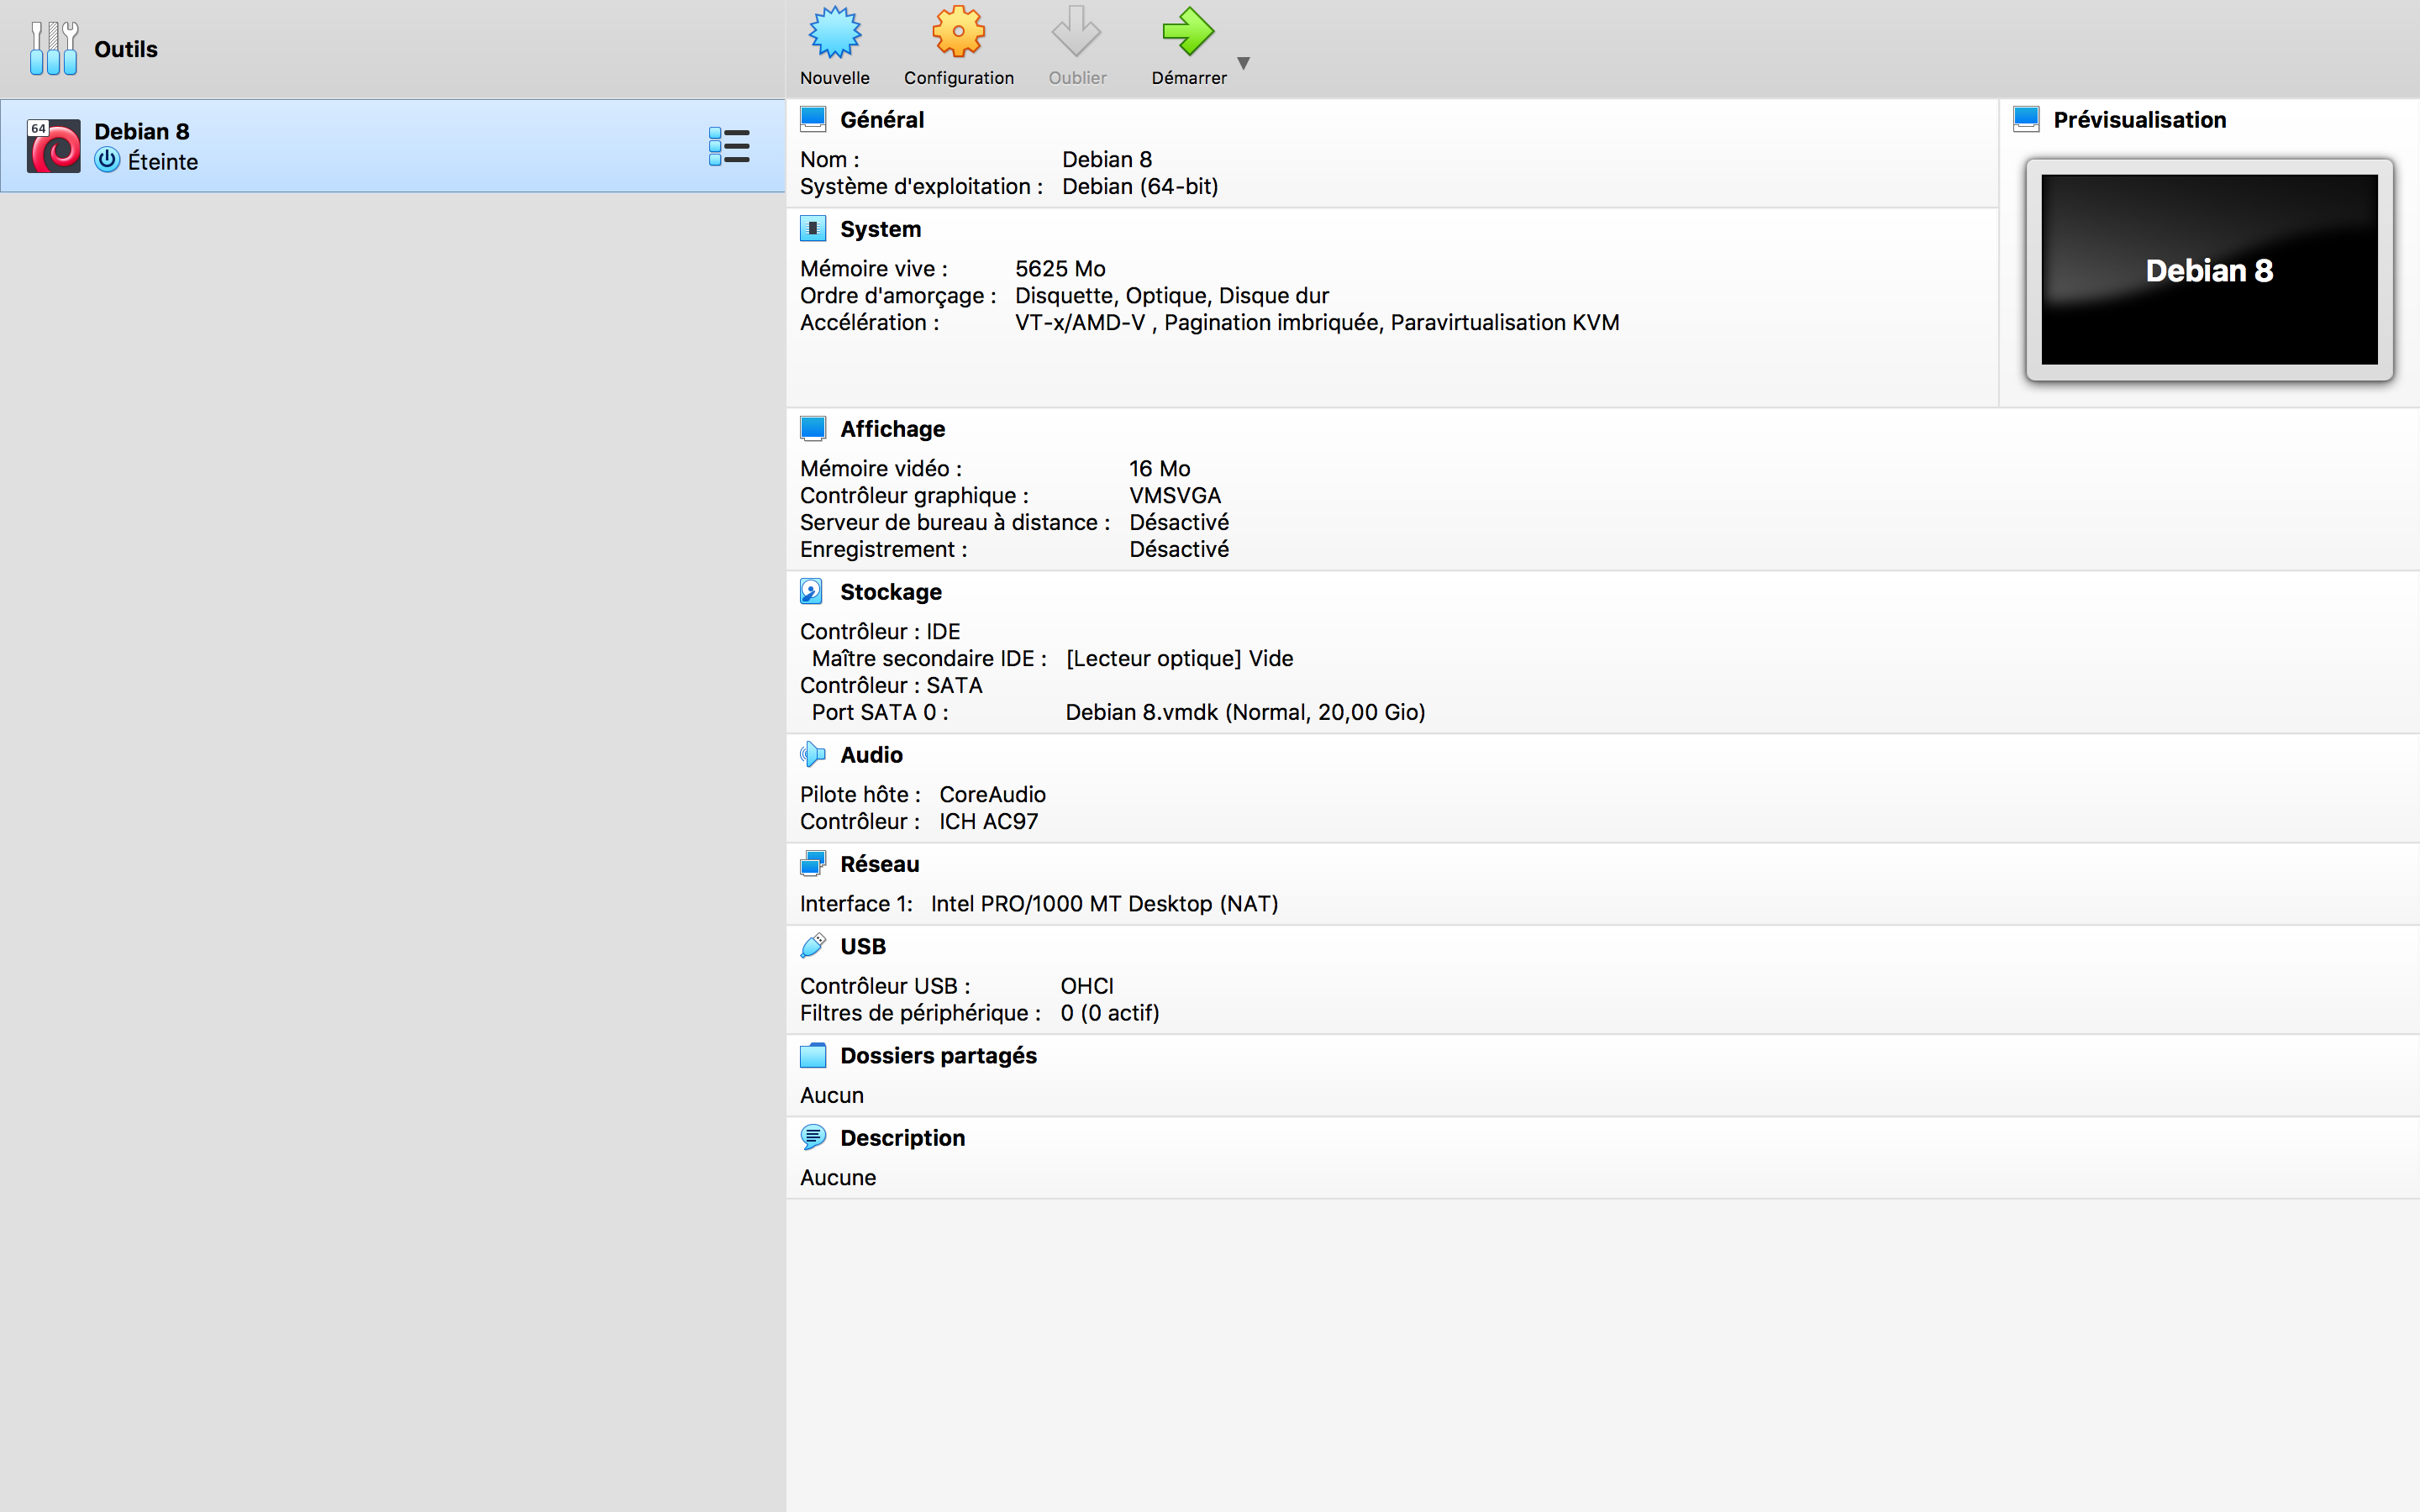 Outils
Nouvelle
Configuration
Oublier
Démarrer
64
Debian 8
Éteinte
Général
Nom : Debian 8
Système d'exploitation : Debian (64-bit)
System
Mémoire vive : 5625 Mo
Ordre d'amorçage : Disquette, Optique, Disque dur
Accélération : VT-x/AMD-V , Pagination imbriquée, Paravirtualisation KVM
Prévisualisation
Debian 8
Affichage
Mémoire vidéo : 16 Mo
Contrôleur graphique : VMSVGA
Serveur de bureau à distance : Désactivé
Enregistrement : Désactivé
Stockage
Contrôleur : IDE
Maître secondaire IDE : [Lecteur optique] Vide
Contrôleur : SATA
Port SATA 0 : Debian 8.vmdk (Normal, 20,00 Gio)
Audio
Pilote hôte : CoreAudio
Contrôleur : ICH AC97
Réseau
Interface 1: Intel PRO/1000 MT Desktop (NAT)
USB
Contrôleur USB : OHCI
Filtres de périphérique : 0 (0 actif)
Dossiers partagés
Aucun
Description
Aucune